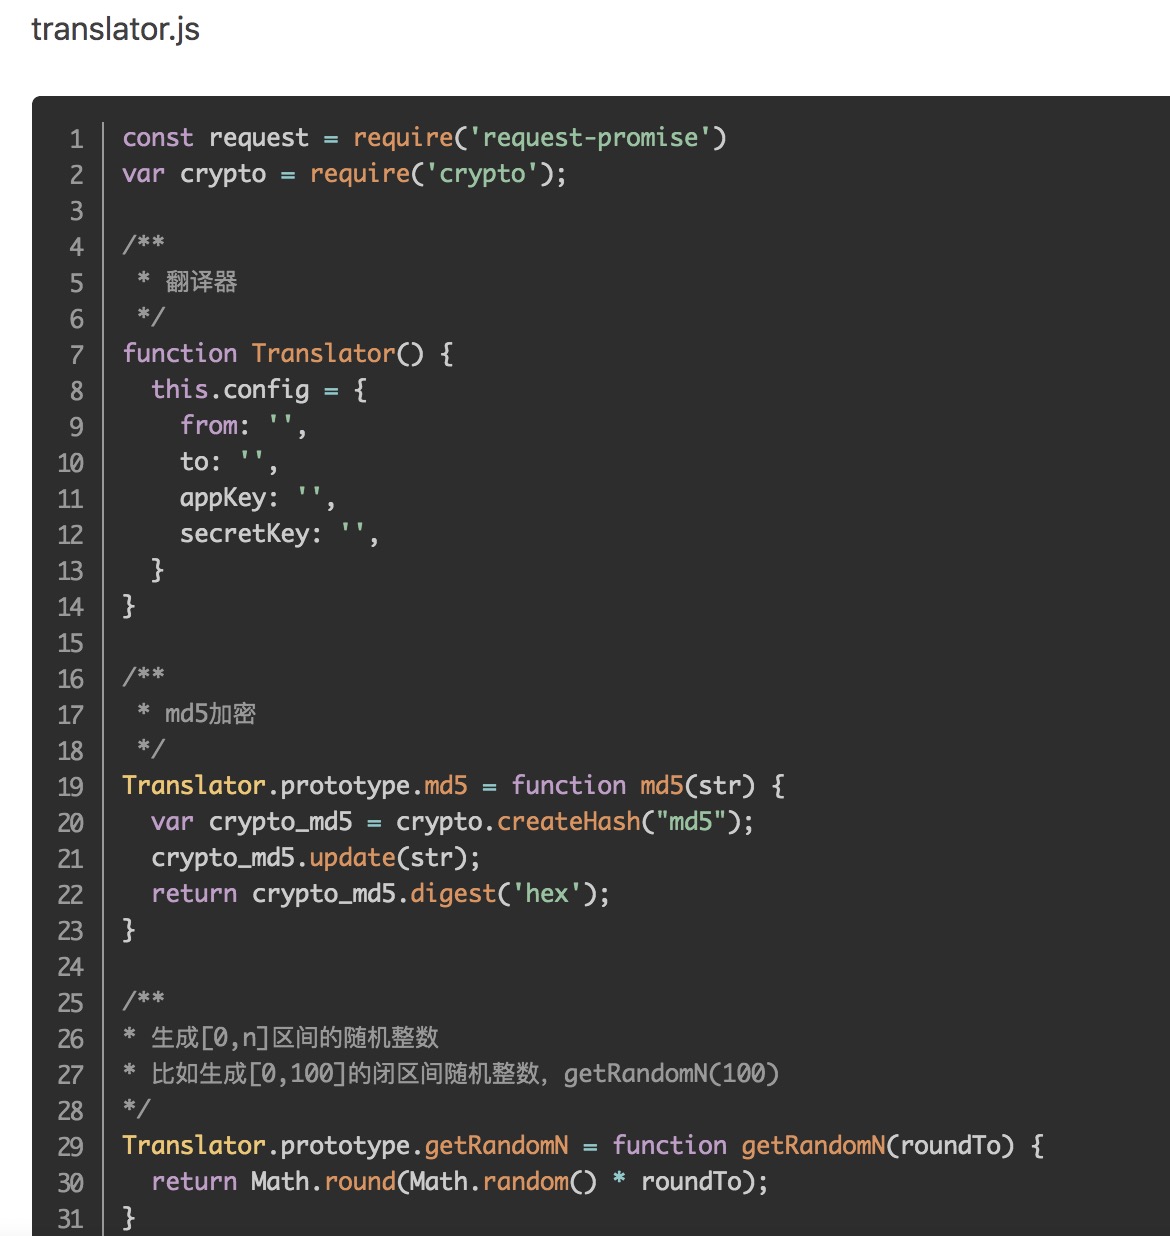 translator.js
1 const request = require('request-promise')
2 var crypto = require('crypto');
3
4 /**
5  * 翻译器
6  */
7 function Translator() {
8   this.config = {
9     from: '',
10     to: '',
11     appKey: '',
12     secretKey: '',
13   }
14 }
15
16 /**
17  * md5加密
18  */
19 Translator.prototype.md5 = function md5(str) {
20   var crypto_md5 = crypto.createHash("md5");
21   crypto_md5.update(str);
22   return crypto_md5.digest('hex');
23 }
24
25 /**
26 * 生成[0,n]区间的随机整数
27 * 比如生成[0,100]的闭区间随机整数，getRandomN(100)
28 */
29 Translator.prototype.getRandomN = function getRandomN(roundTo) {
30   return Math.round(Math.random() * roundTo);
31 }